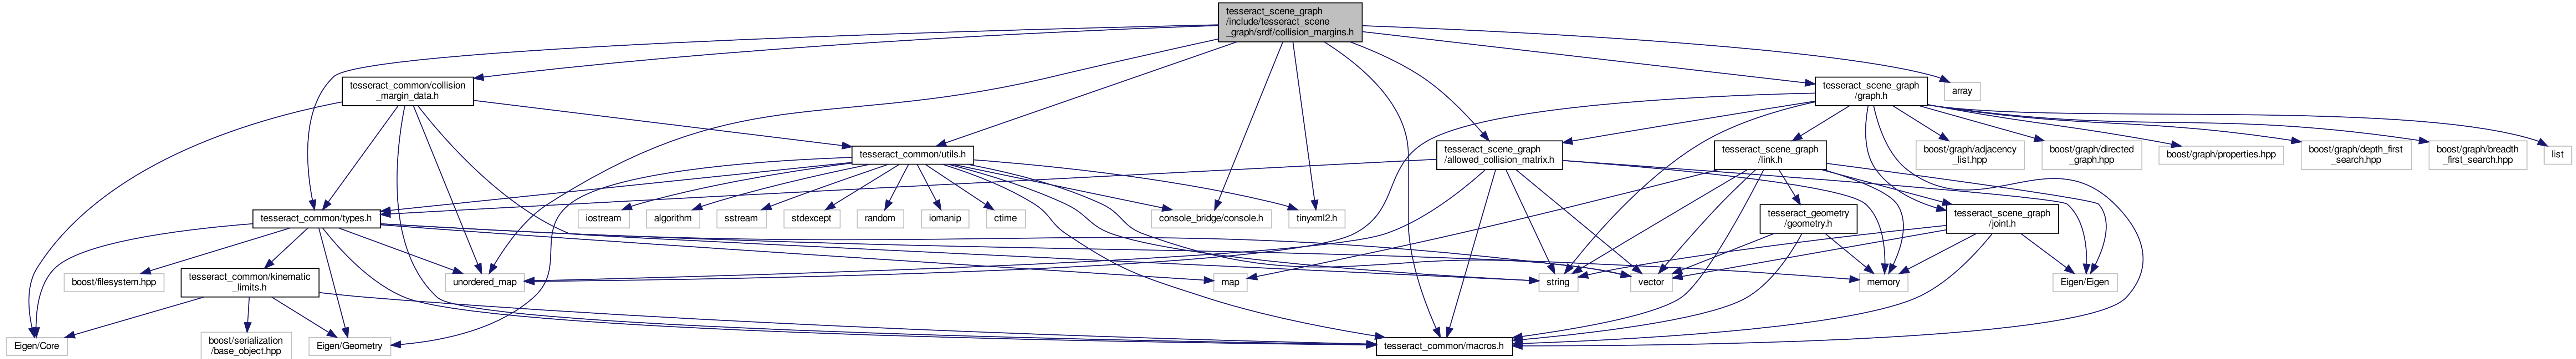 tesseract_scene_graph
/include/tesseract_scene
_graph/srdf/collision_margins.h
tesseract_common/collision
_margin_data.h
tesseract_scene_graph
/graph.h
array
tesseract_common/utils.h
tesseract_scene_graph
/allowed_collision_matrix.h
tesseract_scene_graph
/link.h
boost/graph/adjacency
_list.hpp
boost/graph/directed
_graph.hpp
boost/graph/properties.hpp
boost/graph/depth_first
_search.hpp
boost/graph/breadth
_first_search.hpp
list
tesseract_common/types.h
iostream
algorithm
sstream
stdexcept
random
iomanip
ctime
console_bridge/console.h
tinyxml2.h
tesseract_geometry
/geometry.h
tesseract_scene_graph
/joint.h
boost/filesystem.hpp
tesseract_common/kinematic
_limits.h
unordered_map
map
string
vector
memory
Eigen/Eigen
Eigen/Core
boost/serialization
/base_object.hpp
Eigen/Geometry
tesseract_common/macros.h